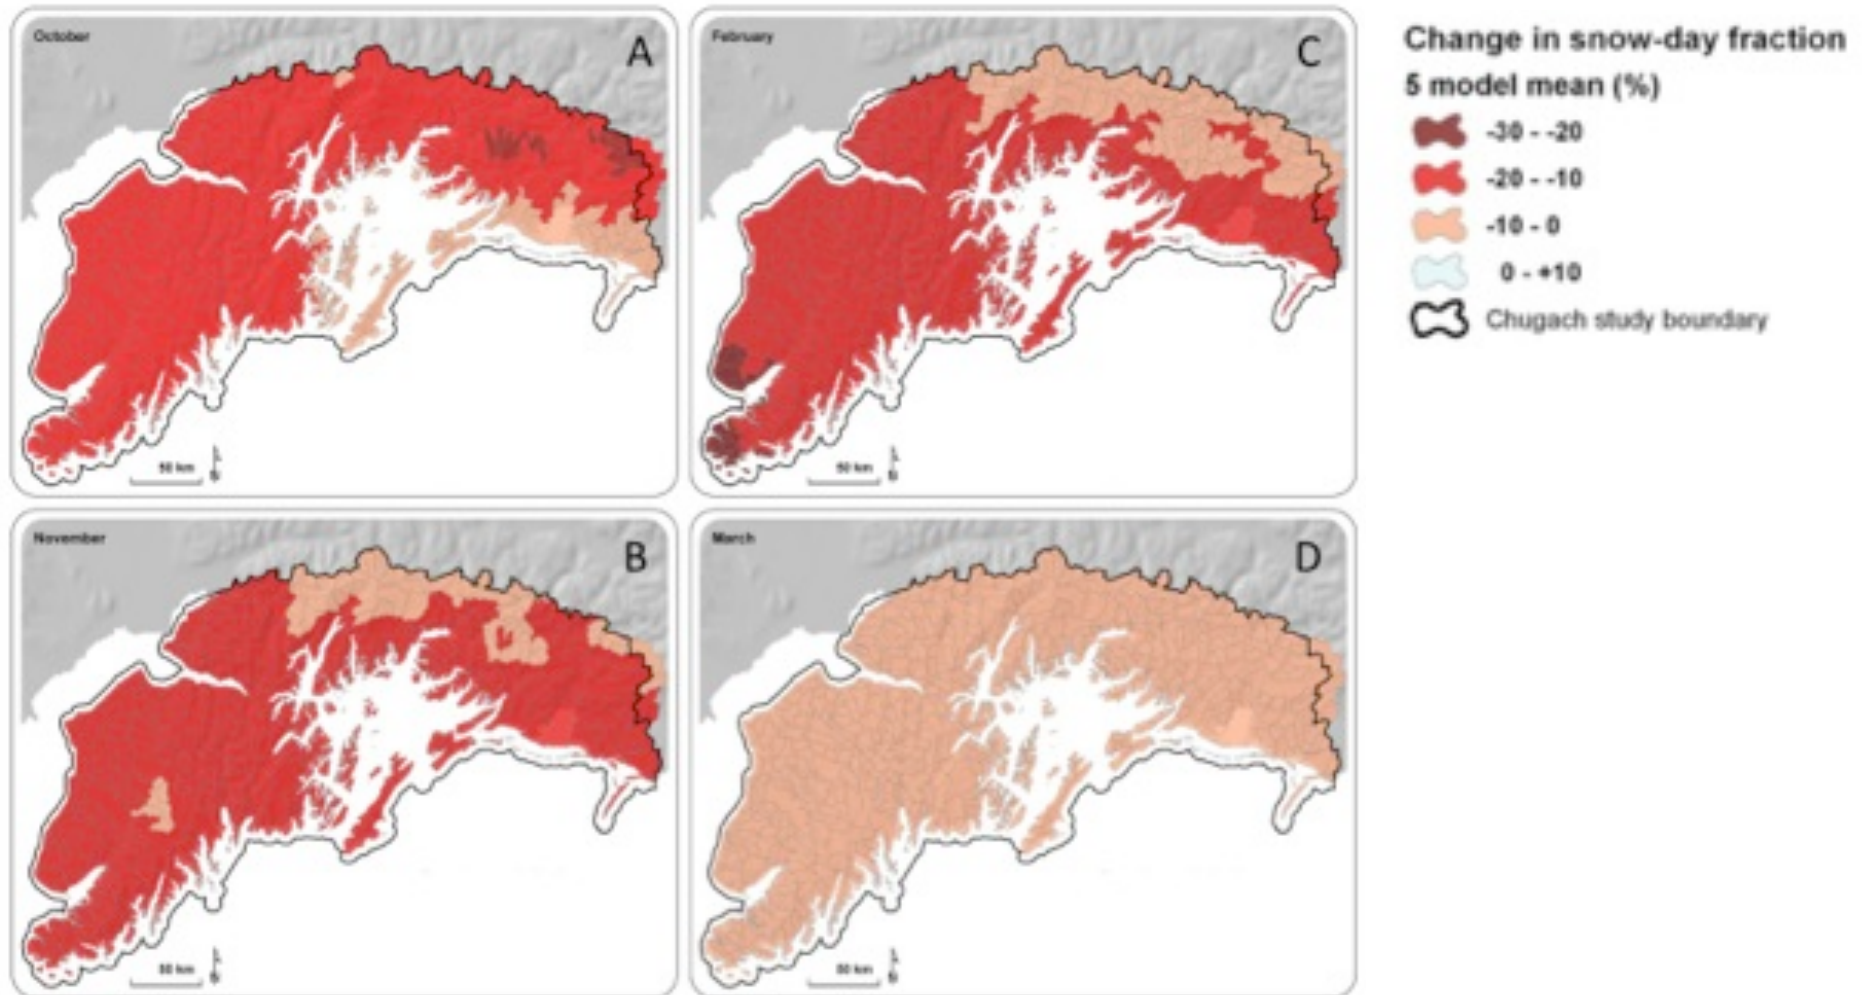 October
A
February
C
November
B
March
D
50 km
50 km
50 km
50 km
Change in snow-day fraction
5 model mean (%)
-30 - -20
-20 - -10
-10 - 0
0 - +10
Chugach study boundary